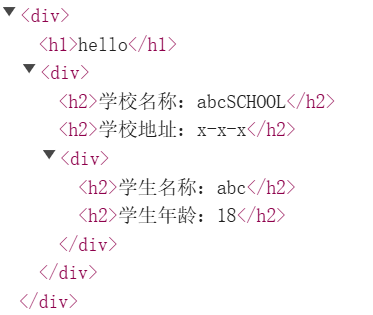 <div>
<h1>hello</h1>
<div>
<h2>学校名称：abcSCHOOL</h2>
<h2>学校地址：x-x-x</h2>
<div>
<h2>学生名称：abc</h2>
<h2>学生年龄：18</h2>
</div>
</div>
</div>